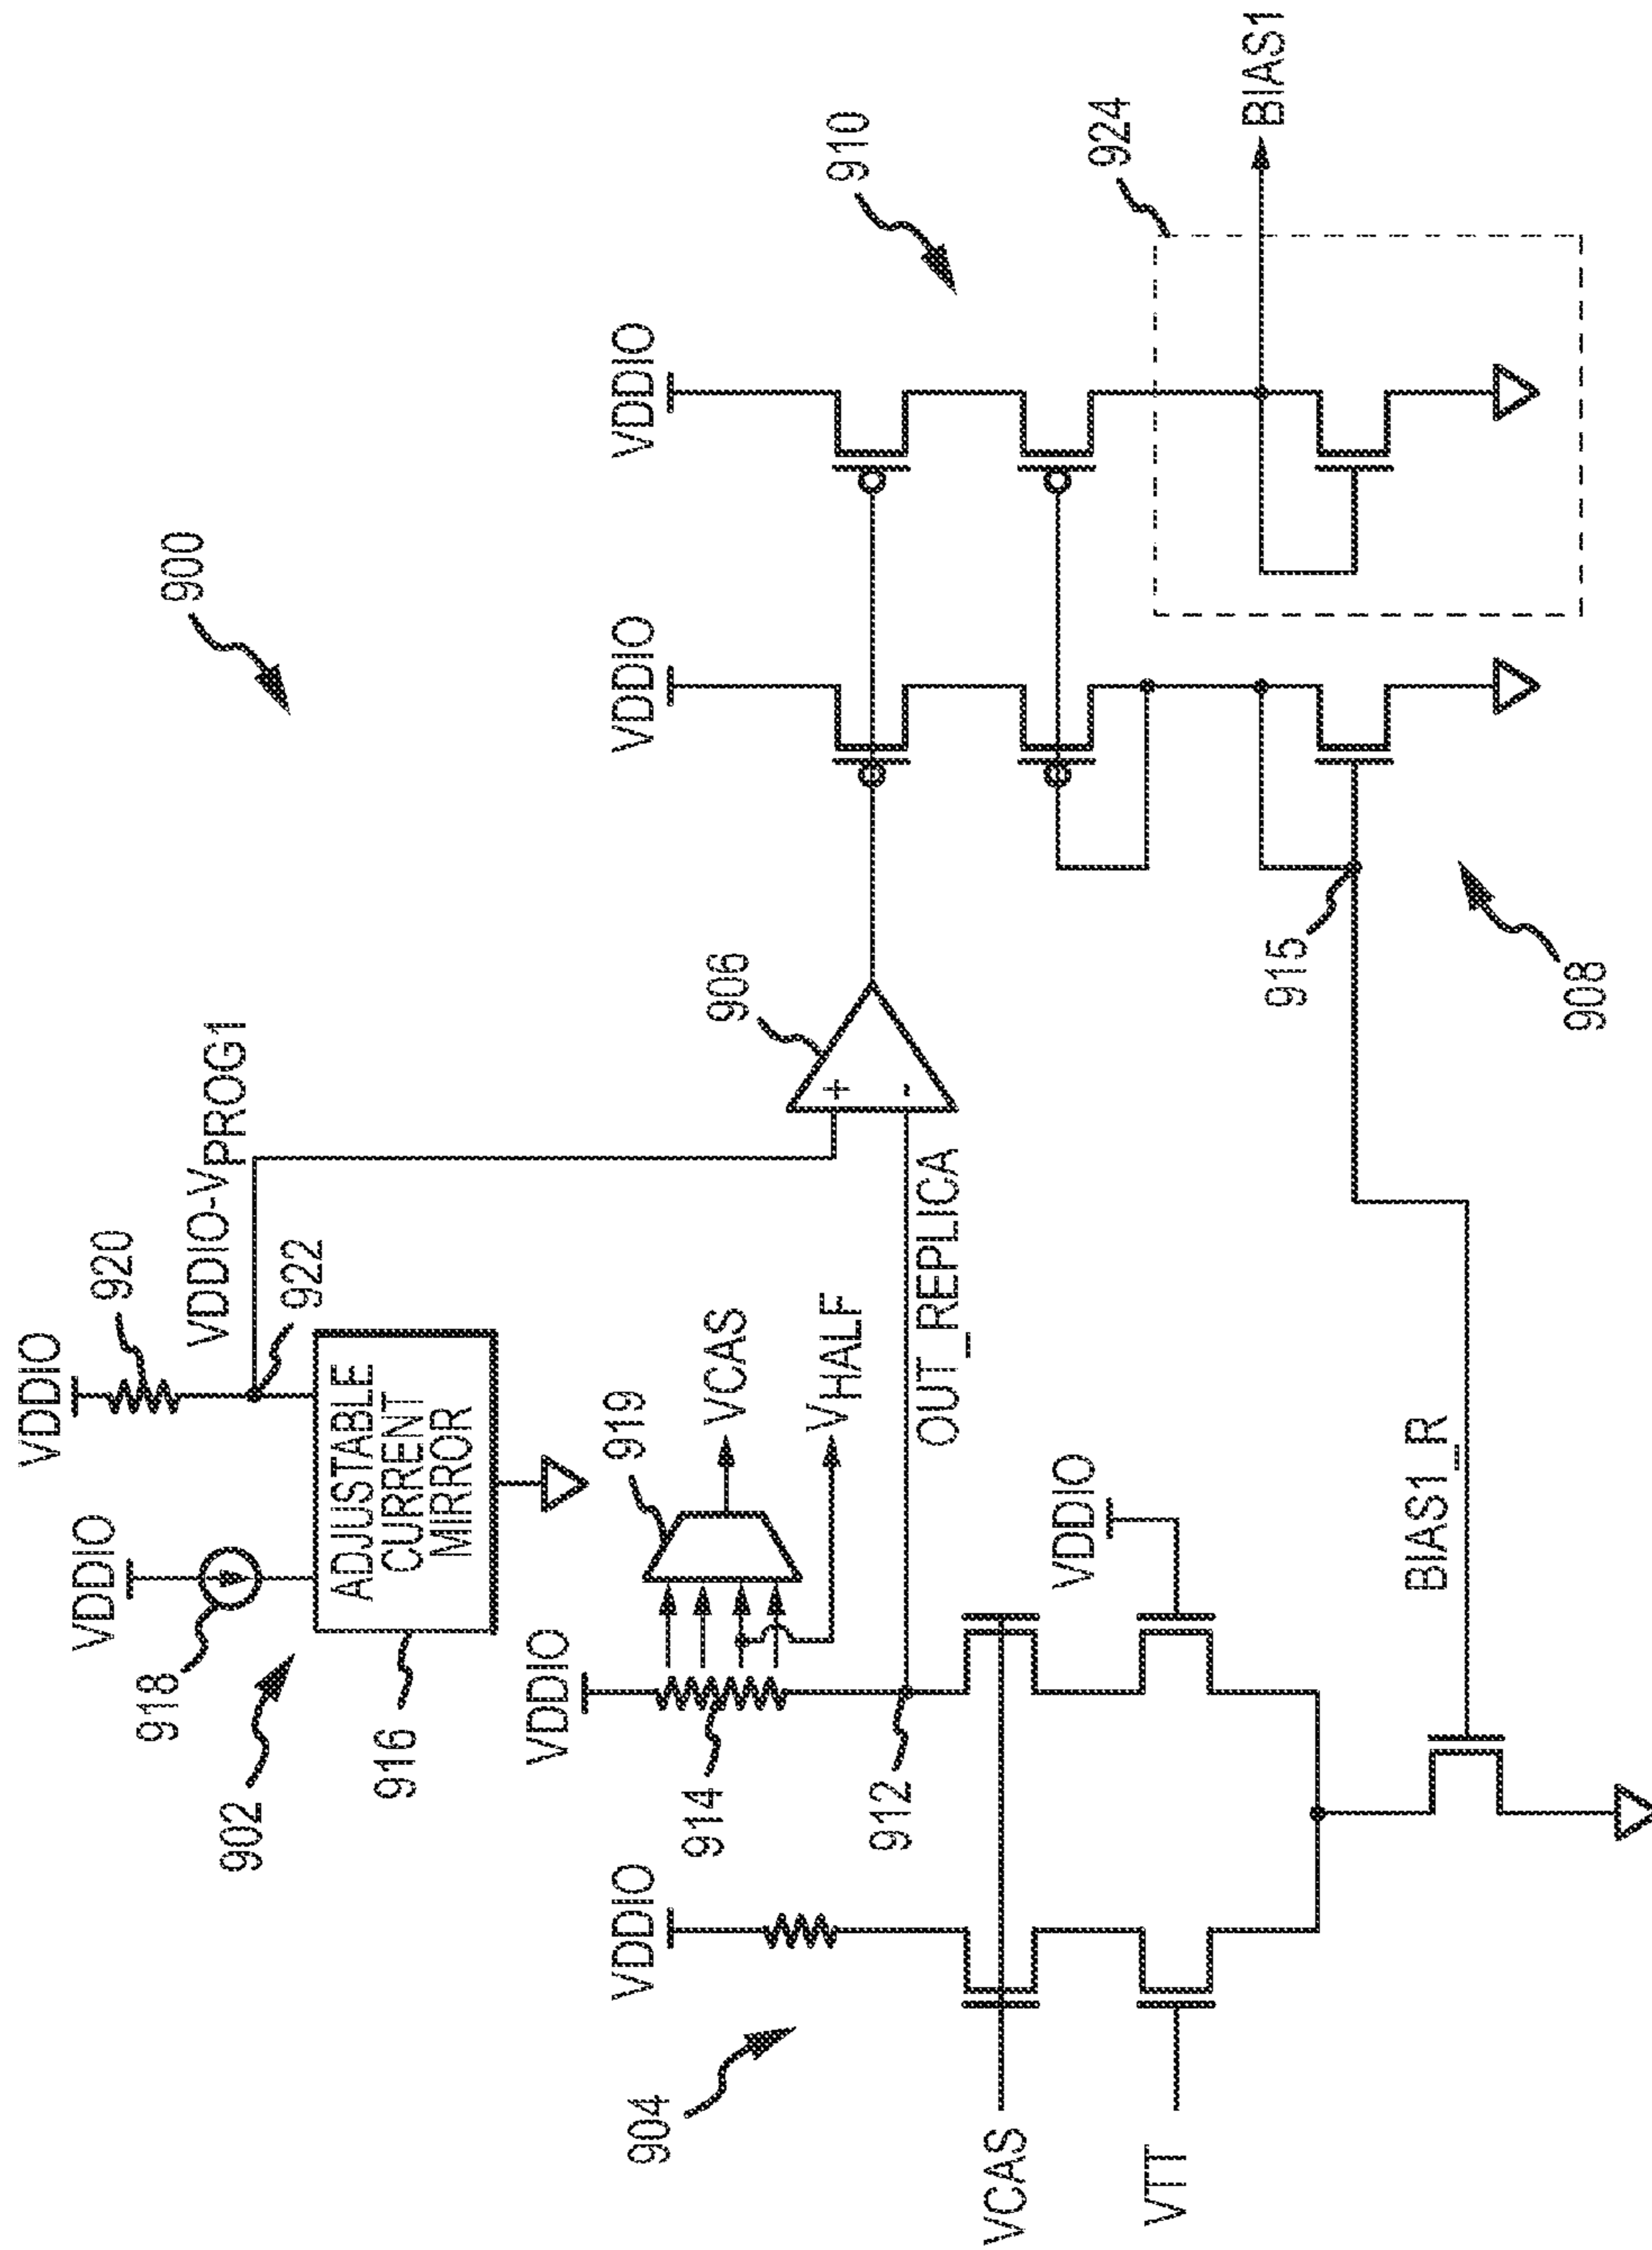 900
VDDIO
VDDIO
918
920
VDDIO-VPROG1
902
ADJUSTABLE
CURRENT
MIRROR
922
916
906
910
VDDIO
VDDIO
924
BIAS1
915
908
VDDIO
VDDIO
914
919
VCAS
VHALF
912
OUT_REPLICA
904
VDDIO
VCAS
VTT
BIAS1_R
+
-